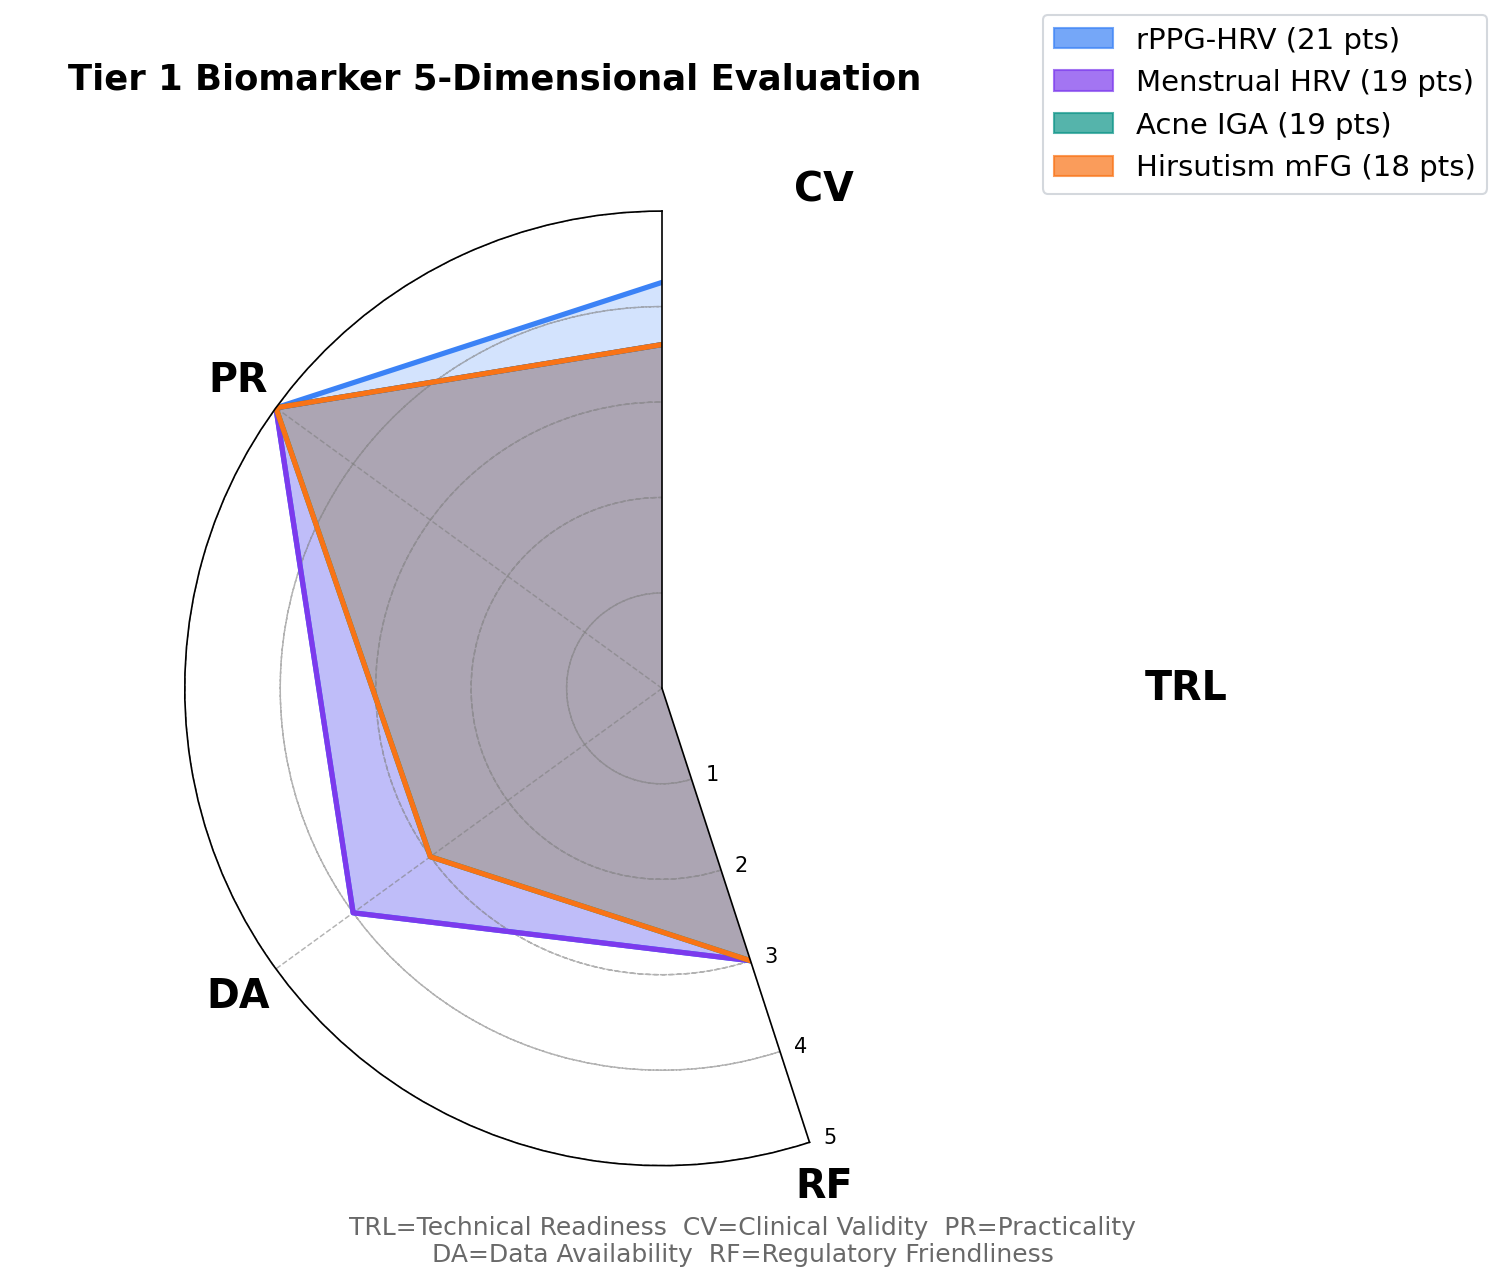 Tier 1 Biomarker 5-Dimensional Evaluation
rPPG-HRV (21 pts)
Menstrual HRV (19 pts)
Acne IGA (19 pts)
Hirsutism mFG (18 pts)
CV
PR
TRL
DA
RF
1
2
3
4
5
TRL=Technical Readiness  CV=Clinical Validity  PR=Practicality
DA=Data Availability  RF=Regulatory Friendliness